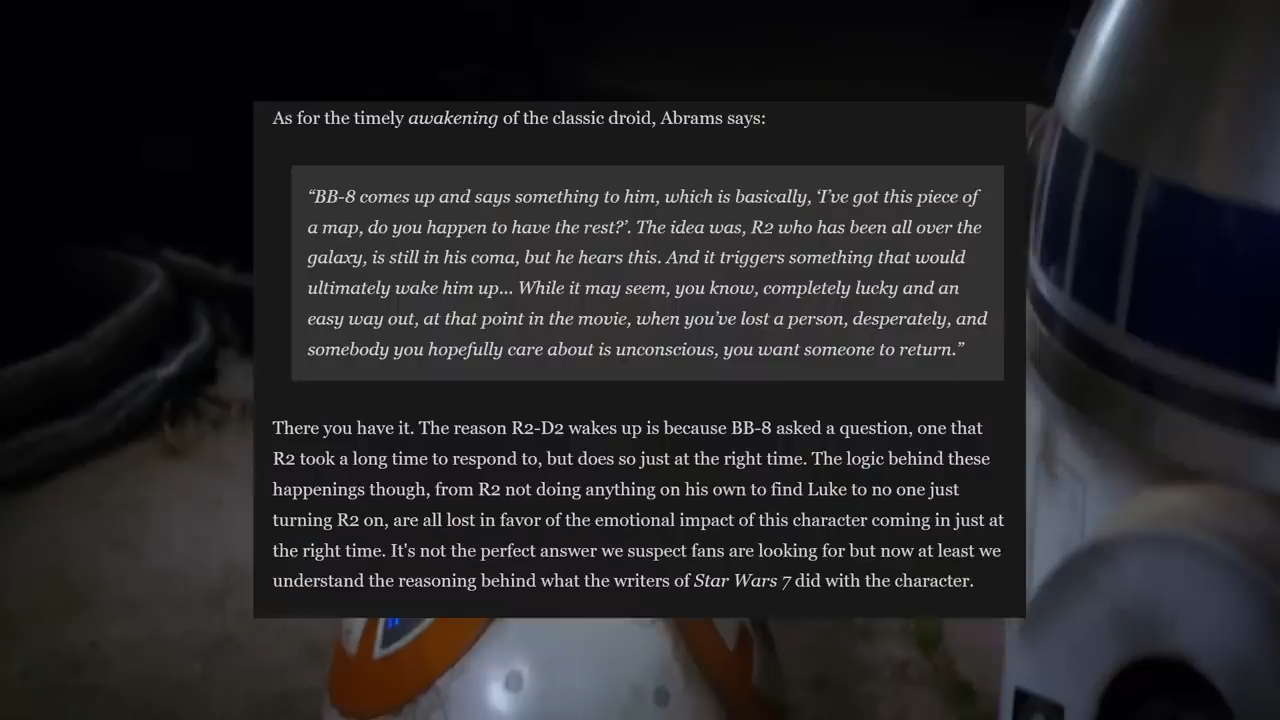 As for the timely awakening of the classic droid, Abrams says:
“BB-8 comes up and says something to him, which is basically, ‘I’ve got this piece of
a map, do you happen to have the rest?’. The idea was, R2 who has been all over the
galaxy, is still in his coma, but he hears this. And it triggers something that would
ultimately wake him up... While it may seem, you know, completely lucky and an
easy way out, at that point in the movie, when you’ve lost a person, desperately, and
somebody you hopefully care about is unconscious, you want someone to return.”
There you have it. The reason R2-D2 wakes up is because BB-8 asked a question, one that
R2 took a long time to respond to, but does so just at the right time. The logic behind these
happenings though, from R2 not doing anything on his own to find Luke to no one just
turning R2 on, are all lost in favor of the emotional impact of this character coming in just at
the right time. It's not the perfect answer we suspect fans are looking for but now at least we
understand the reasoning behind what the writers of Star Wars 7 did with the character.